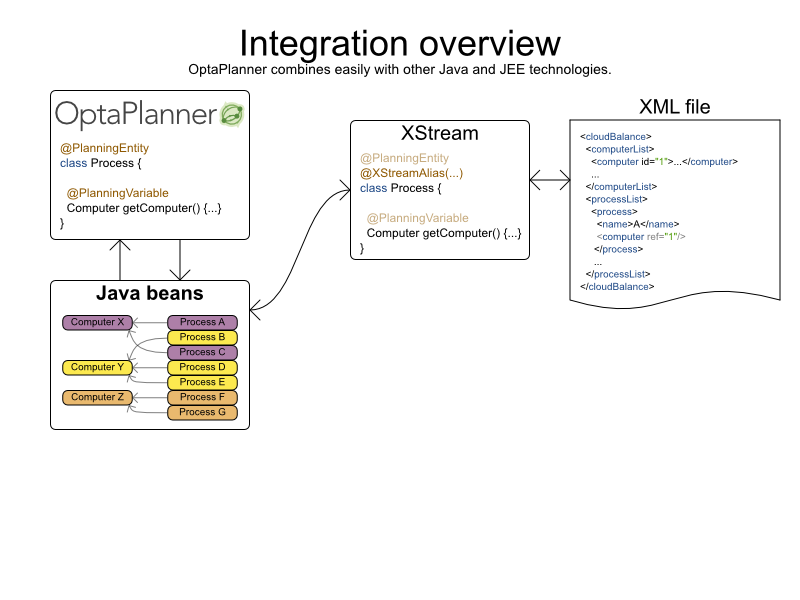 Integration overview
OptaPlanner combines easily with other Java and JEE technologies.
OptaPlanner
@PlanningEntity
class Process {
@PlanningVariable
Computer getComputer() {...}
}
Java beans
Computer X
Process A
Process B
Process C
Computer Y
Process D
Process E
Computer Z
Process F
Process G
XStream
@PlanningEntity
@XStreamAlias(...)
class Process {
@PlanningVariable
Computer getComputer() {...}
}
XML file
<cloudBalance>
<computerList>
<computer id="1">...</computer>
...
</computerList>
<processList>
<process>
<name>A</name>
<computer ref="1"/>
</process>
...
</processList>
</cloudBalance>